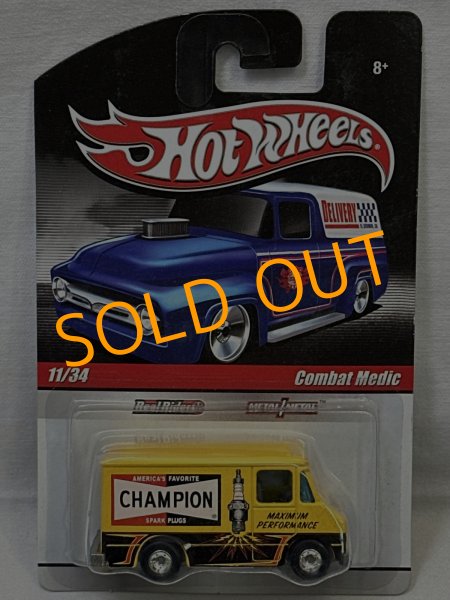 8+
HOT WHEELS
DELIVERY
SOLD OUT
11/34
Combat Medic
Real Riders
METAL/METAL™
AMERICA'S FAVORITE
CHAMPION
SPARK PLUGS
MAXIMUM
PERFORMANCE